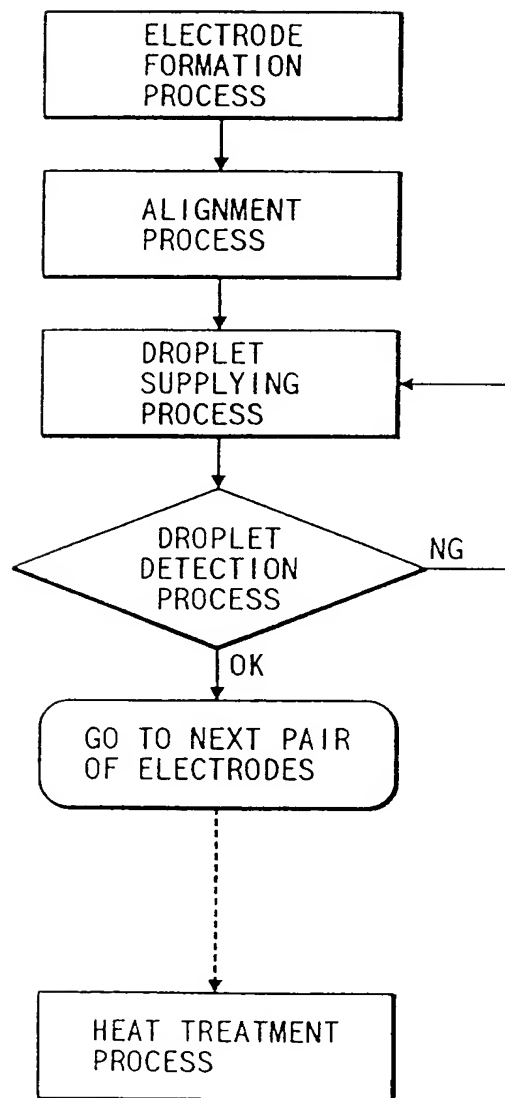 ELECTRODE
FORMATION
PROCESS
ALIGNMENT
PROCESS
DROPLET
SUPPLYING
PROCESS
DROPLET
DETECTION
PROCESS
NG
OK
GO TO NEXT PAIR
OF ELECTRODES
HEAT TREATMENT
PROCESS